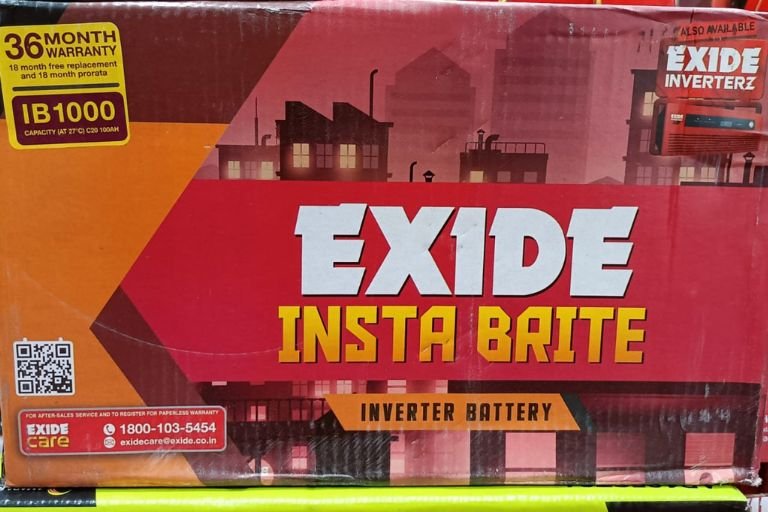 36 MONTH
WARRANTY
18 month free replacement
and 18 month prorata
IB1000
CAPACITY (AT 27°C) C20 100AH
ALSO AVAILABLE
EXIDE
INVERTERZ
EXIDE
EXIDE
INSTA BRITE
INVERTER BATTERY
FOR AFTER-SALES SERVICE AND TO REGISTER FOR PAPERLESS WARRANTY
EXIDE
care
1800-103-5454
exidecare@exide.co.in